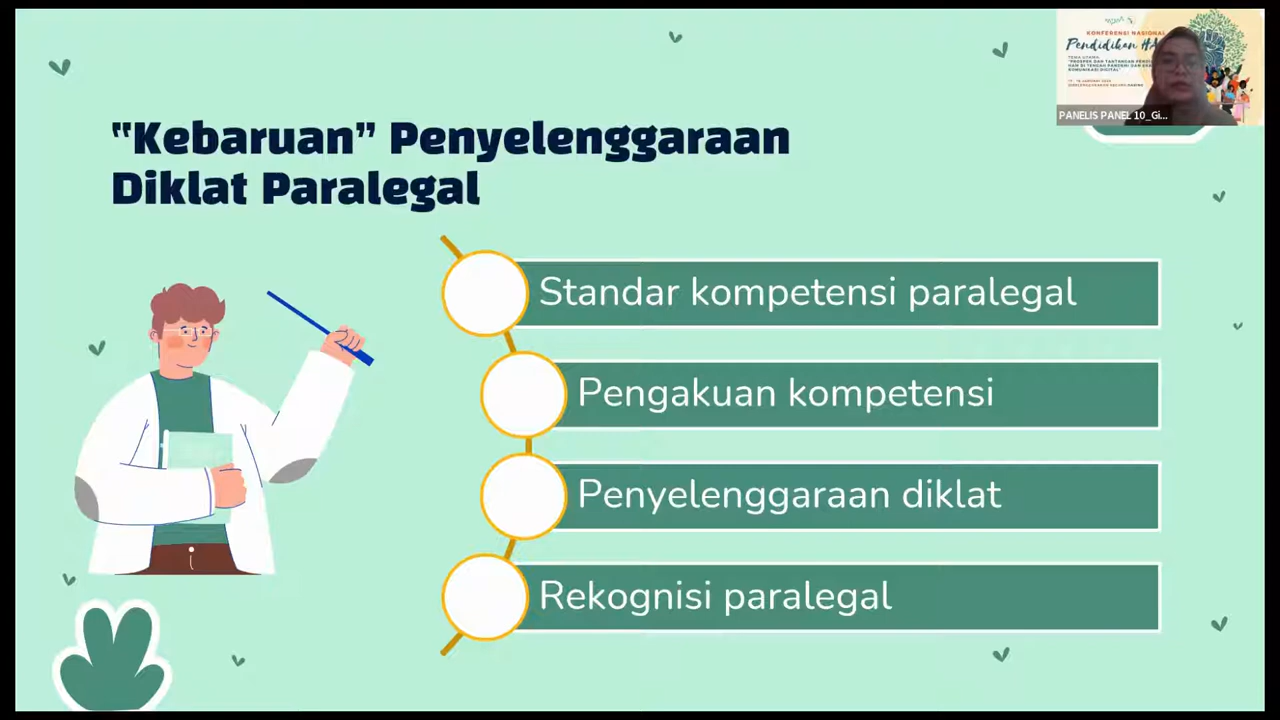 "Kebaruan" Penyelenggaraan
Diklat Paralegal
Standar kompetensi paralegal
Pengakuan kompetensi
Penyelenggaraan diklat
Rekognisi paralegal
KONFERENSI NASIONAL
Pendidikan HA
PANELIS PANEL 10_Gi...